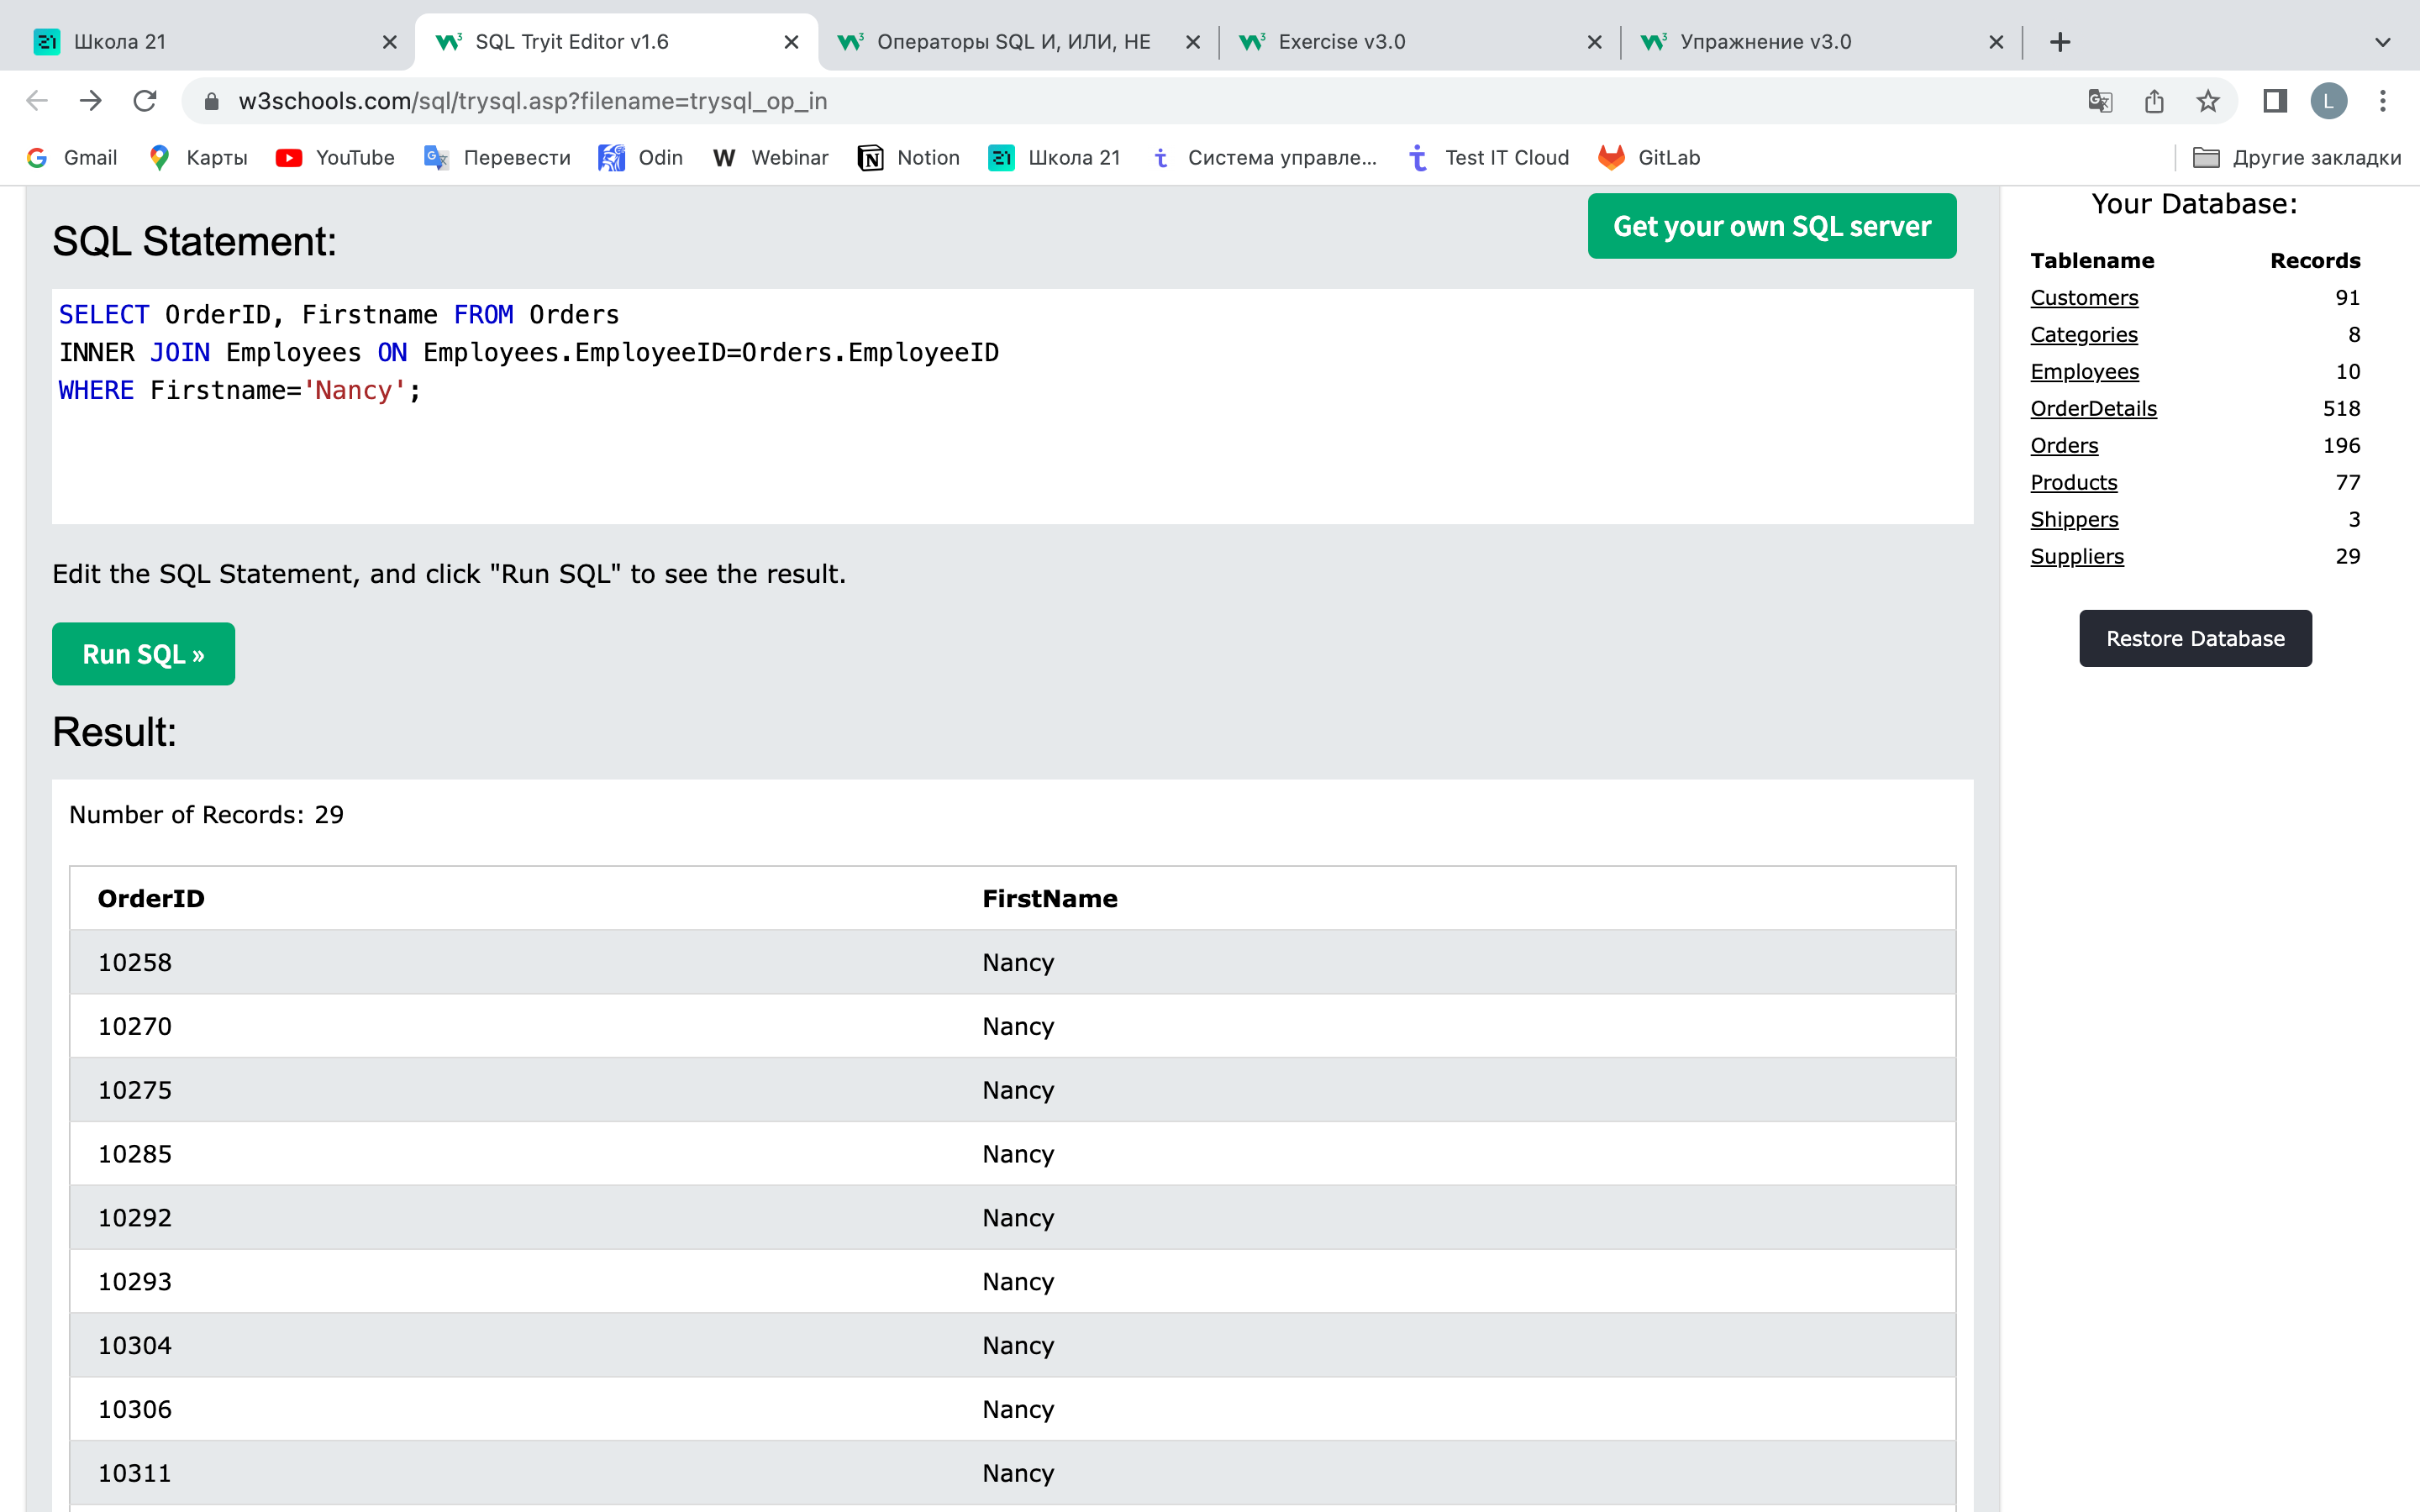 Школа 21
SQL Tryit Editor v1.6
Операторы SQL И, ИЛИ, НЕ
Exercise v3.0
Упражнение v3.0
w3schools.com/sql/trysql.asp?filename=trysql_op_in
L
Gmail
Карты
YouTube
Перевести
Odin
Webinar
Notion
Школа 21
Система управле...
Test IT Cloud
GitLab
Другие закладки
SQL Statement:
Get your own SQL server
SELECT OrderID, Firstname FROM Orders
INNER JOIN Employees ON Employees.EmployeeID=Orders.EmployeeID
WHERE Firstname='Nancy';
Edit the SQL Statement, and click "Run SQL" to see the result.
Run SQL »
Result:
Number of Records: 29
OrderID FirstName
10258 Nancy
10270 Nancy
10275 Nancy
10285 Nancy
10292 Nancy
10293 Nancy
10304 Nancy
10306 Nancy
10311 Nancy
Your Database:
Tablename Records
Customers 91
Categories 8
Employees 10
OrderDetails 518
Orders 196
Products 77
Shippers 3
Suppliers 29
Restore Database